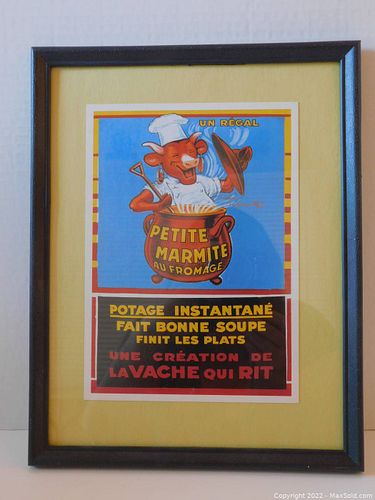 UN RÉGAL
PETITE
MARMITE
AU FROMAGE
POTAGE INSTANTANÉ
FAIT BONNE SOUPE
FINIT LES PLATS
UNE CRÉATION DE
LA VACHE QUI RIT
Copyright 2022 - MaxSold.com